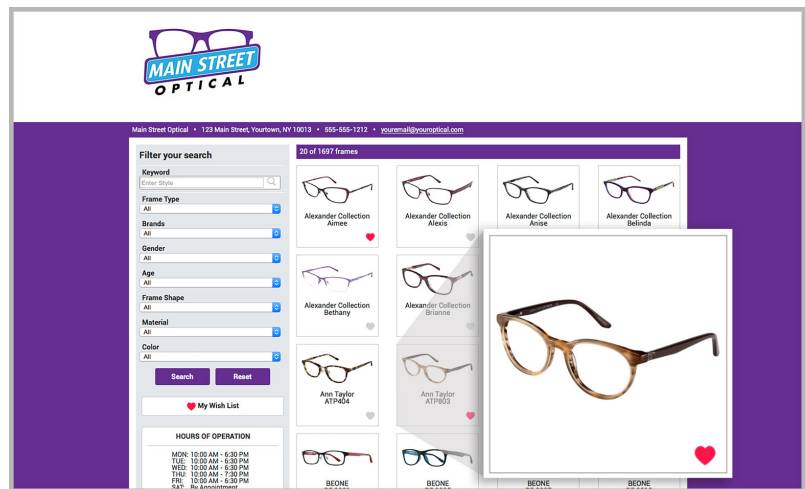 MAIN STREET
OPTICAL
Main Street Optical • 123 Main Street, Yourtown, NY 10013 • 555-555-1212 • youremail@youroptical.com
Filter your search
Keyword
Enter Style
Frame Type
All
Brands
All
Gender
All
Age
All
Frame Shape
All
Material
All
Color
All
Search Reset
My Wish List
HOURS OF OPERATION
MON: 10:00 AM - 6:30 PM
TUE: 10:00 AM - 6:30 PM
WED: 10:00 AM - 6:30 PM
THU: 10:00 AM - 7:30 PM
FRI: 10:00 AM - 6:30 PM
SAT: By Appointment
20 of 1697 frames
Alexander Collection
Aimee
Alexander Collection
Alexis
Alexander Collection
Anise
Alexander Collection
Belinda
Alexander Collection
Bethany
Alexander Collection
Brianne
Ann Taylor
ATP404
Ann Taylor
ATP803
BEONE
BEONE
BEONE
BEONE